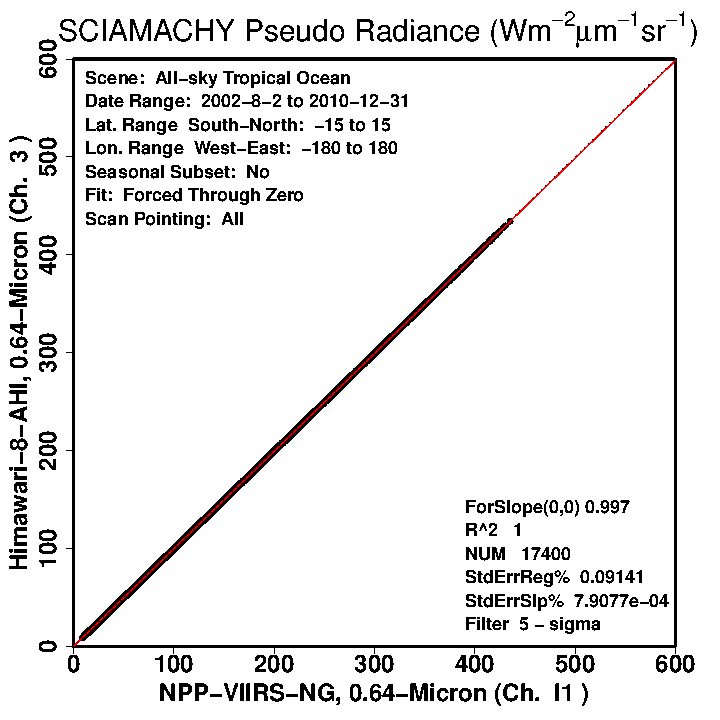 SCIAMACHY Pseudo Radiance (Wm−2μm−1sr−1)
Scene: All−sky Tropical Ocean
Date Range: 2002−8−2 to 2010−12−31
Lat. Range South−North: −15 to 15
Lon. Range West−East: −180 to 180
Seasonal Subset: No
Fit: Forced Through Zero
Scan Pointing: All
ForSlope(0,0) 0.997
R^2 1
NUM 17400
StdErrReg% 0.09141
StdErrSlp% 7.9077e−04
Filter 5 − sigma
Himawari−8−AHI, 0.64−Micron (Ch. 3 )
600
500
400
300
200
100
0
0 100 200 300 400 500 600
NPP−VIIRS−NG, 0.64−Micron (Ch. I1 )